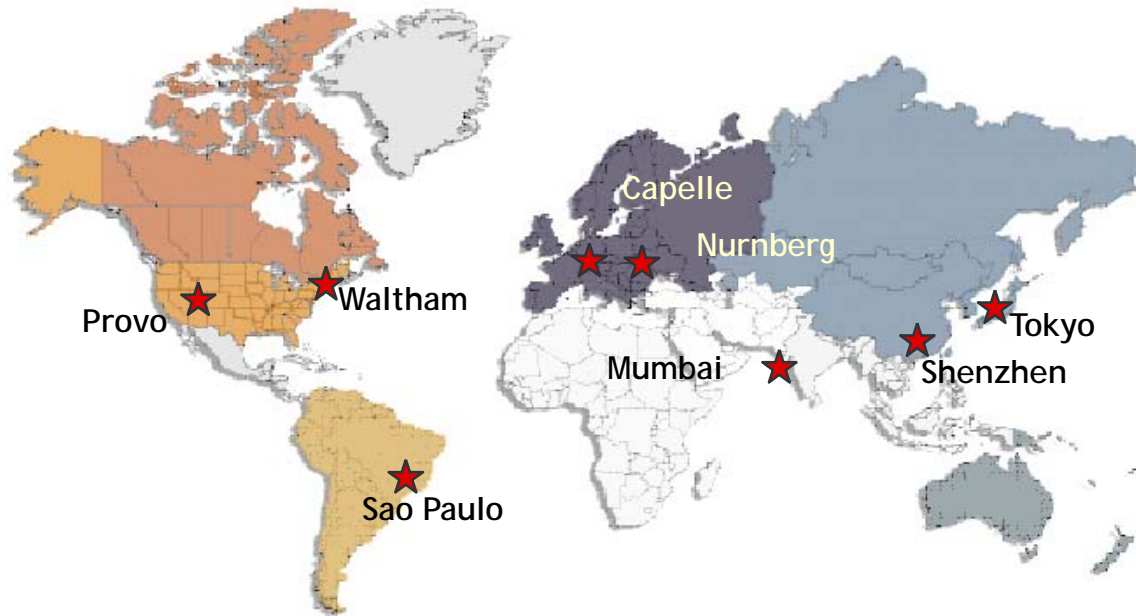 Capelle
Nurnberg
Waltham
Provo
Tokyo
Mumbai
Shenzhen
Sao Paulo